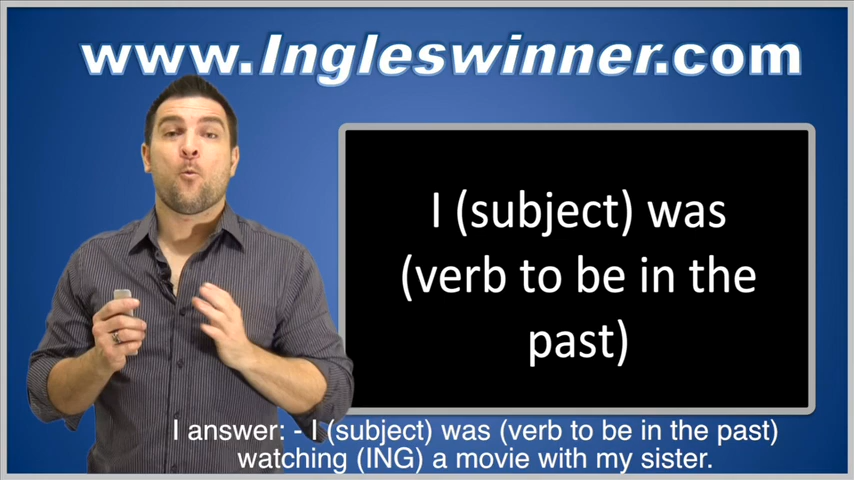 www.Ingleswinner.com
I (subject) was
(verb to be in the
past)
I answer: - I (subject) was (verb to be in the past)
watching (ING) a movie with my sister.